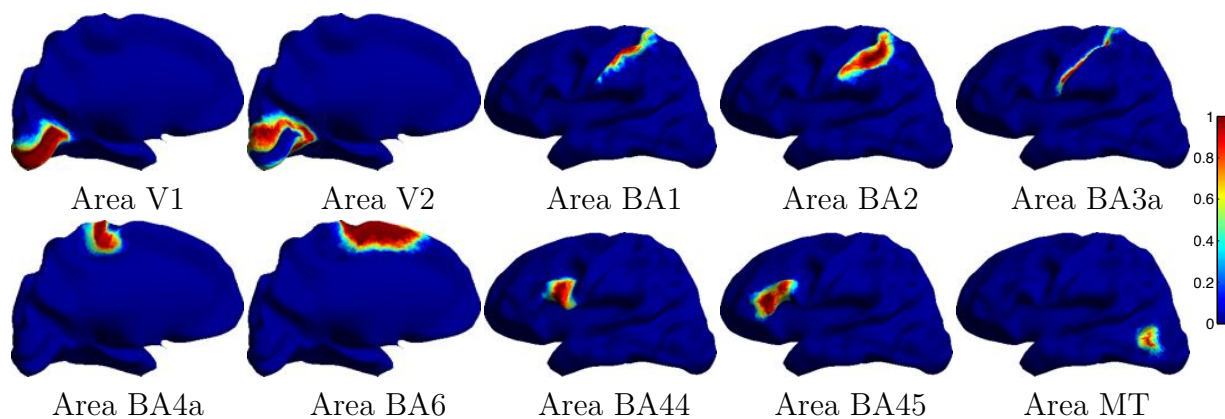 Area V1
Area V2
Area BA1
Area BA2
Area BA3a
1
0.8
0.6
0.4
0.2
0
Area BA4a
Area BA6
Area BA44
Area BA45
Area MT